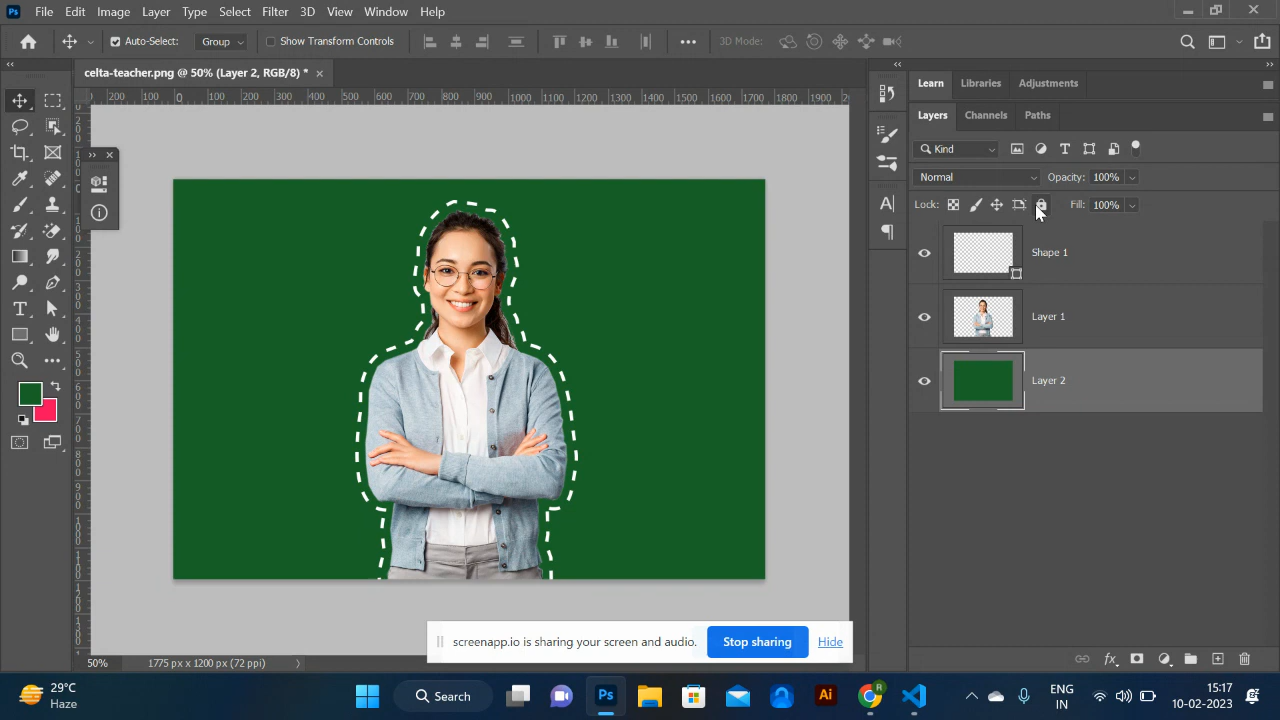 Ps File Edit Image Layer Type Select Filter 3D View Window Help
Auto-Select: Group Show Transform Controls 3D Mode:
celta-teacher.png @ 50% (Layer 2, RGB/8) *
Learn Libraries Adjustments
200 100 0 100 200 300 400 500 600 700 800 900 1000 1100 1200 1300 1400 1500 1600 1700 1800 1900
Layers Channels Paths
Kind
Normal Opacity: 100%
Lock: Fill: 100%
Shape 1
Layer 1
Layer 2
screenapp.io is sharing your screen and audio. Stop sharing Hide
50% 1775 px x 1200 px (72 ppi)
29°C
Haze
Search
Ps
Ai
R
ENG
IN
15:17
10-02-2023